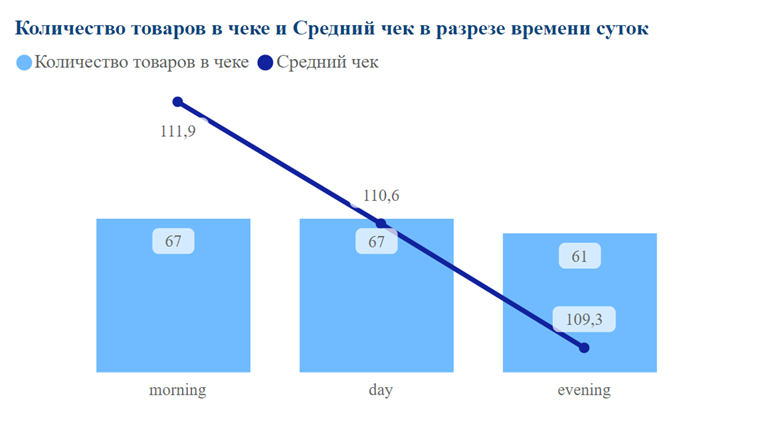 Количество товаров в чеке и Средний чек в разрезе времени суток
Количество товаров в чеке Средний чек
111,9
110,6
67
67
61
109,3
morning day evening